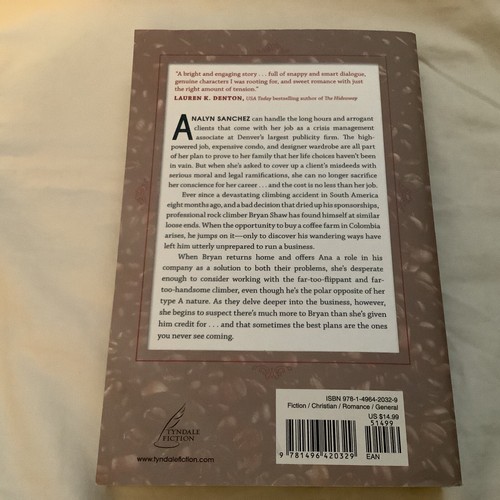 "A bright and engaging story . . . full of snappy and smart dialogue,
genuine characters I was rooting for, and sweet romance with just
the right amount of tension."
LAUREN K. DENTON, USA Today bestselling author of The Hideaway
ANALYN SANCHEZ can handle the long hours and arrogant
clients that come with her job as a crisis management
associate at Denver's largest publicity firm. The high-
powered job, expensive condo, and designer wardrobe are all
part of her plan to prove to her family that her life choices haven't been
in vain. But when she's asked to cover up a client's misdeeds with
serious moral and legal ramifications, she can no longer sacrifice
her conscience for her career . . . and the cost is no less than her job.
Ever since a devastating climbing accident in South America
eight months ago, and a bad decision that dried up his sponsorships,
professional rock climber Bryan Shaw has found himself at similar
loose ends. When the opportunity to buy a coffee farm in Colombia
arises, he jumps on it—only to discover his wandering ways have
left him utterly unprepared to run a business.
When Bryan returns home and offers Ana a role in his
company as a solution to both their problems, she's desperate
enough to consider working with the far-too-flippant and far-
too-handsome climber, even though he's the polar opposite of her
type A nature. As they delve deeper into the business, however,
she begins to suspect there's much more to Bryan than she's given
him credit for . . . and that sometimes the best plans are the ones
you never see coming.
TYNDALE
FICTION
www.tyndalefiction.com
ISBN 978-1-4964-2032-9
Fiction / Christian / Romance / General
US $14.99
51499
9 781496 420329 EAN